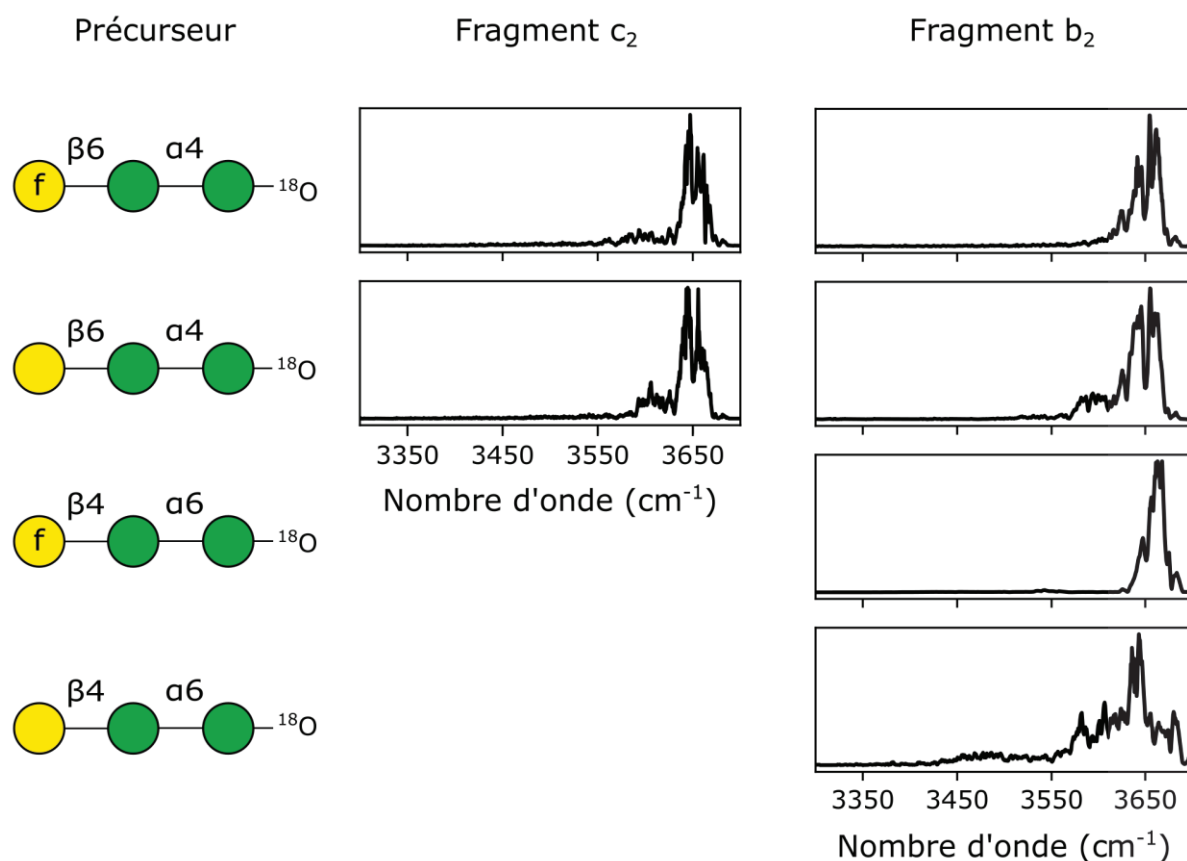 Précurseur Fragment c₂ Fragment b₂
β6 α4
f ¹⁸O
β6 α4
¹⁸O
3350 3450 3550 3650
Nombre d'onde (cm⁻¹)
β4 α6
f ¹⁸O
β4 α6
¹⁸O
3350 3450 3550 3650
Nombre d'onde (cm⁻¹)